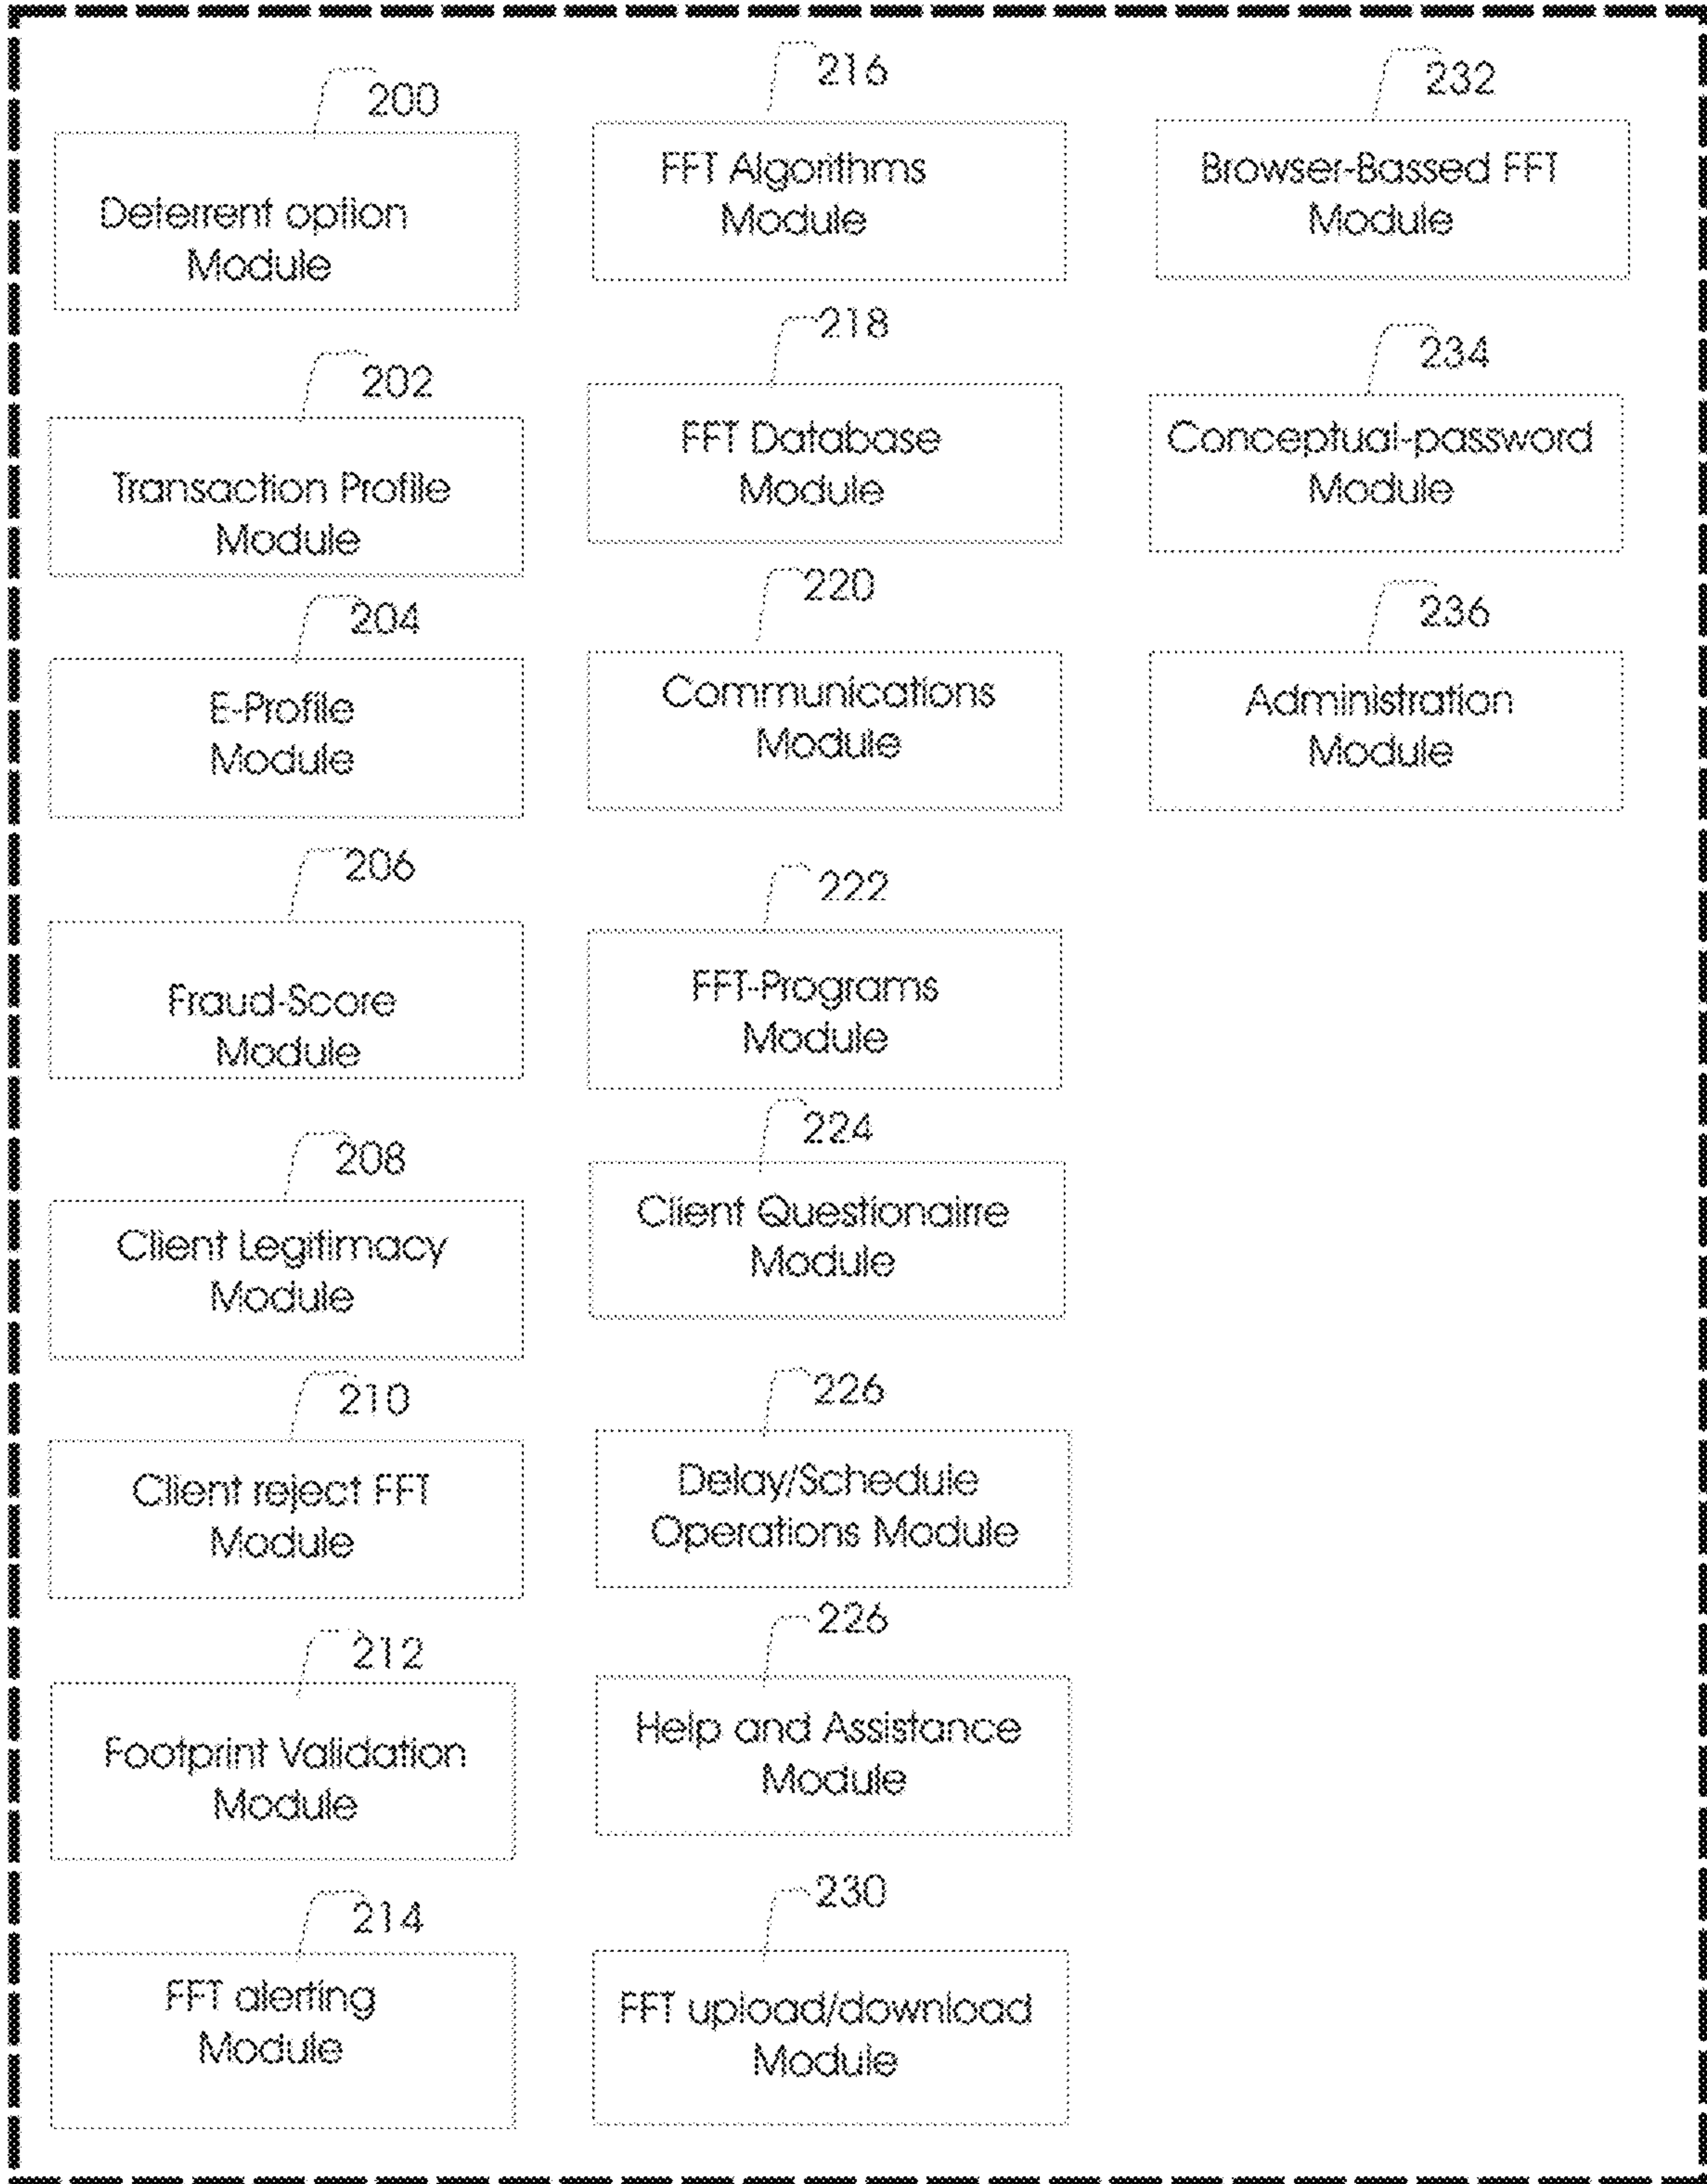 200
Deterrent option
Module
202
Transaction Profile
Module
204
E-Profile
Module
206
Fraud-Score
Module
208
Client Legitimacy
Module
210
Client reject FFT
Module
212
Footprint Validation
Module
214
FFT alerting
Module
216
FFT Algorithms
Module
218
FFT Database
Module
220
Communications
Module
222
FFT-Programs
Module
224
Client Questionairre
Module
226
Delay/Schedule
Operations Module
226
Help and Assistance
Module
230
FFT upload/download
Module
232
Browser-Bassed FFT
Module
234
Conceptual-password
Module
236
Administration
Module